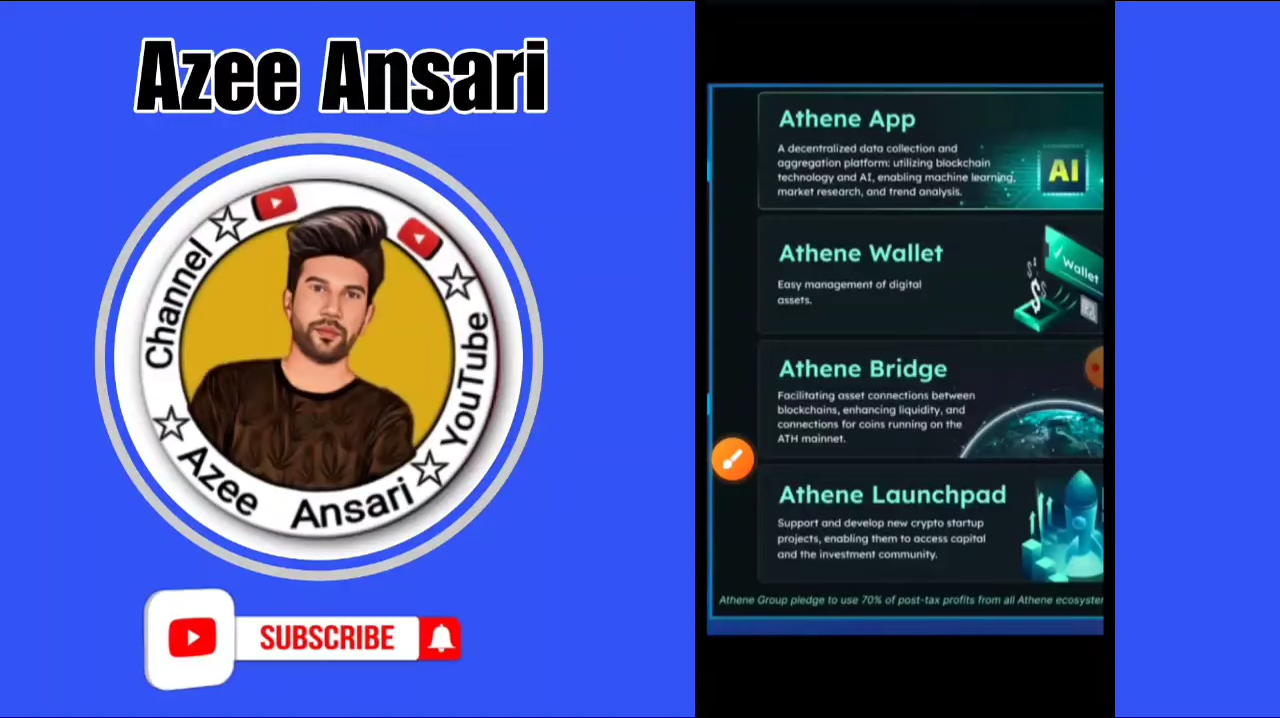 Azee Ansari
Channel
YouTube
Azee Ansari
SUBSCRIBE
Athene App
A decentralized data collection and
aggregation platform: utilizing blockchain
technology and AI, enabling machine learning,
market research, and trend analysis.
AI
Athene Wallet
Easy management of digital
assets.
Wallet
Athene Bridge
Facilitating asset connections between
blockchains, enhancing liquidity, and
connections for coins running on the
ATH mainnet.
Athene Launchpad
Support and develop new crypto startup
projects, enabling them to access capital
and the investment community.
Athene Group pledge to use 70% of post-tax profits from all Athene